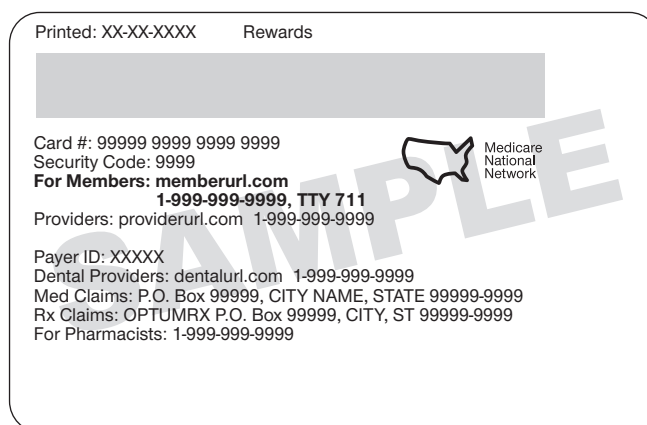 Printed: XX-XX-XXXX Rewards
Card #: 99999 9999 9999 9999
Security Code: 9999
Medicare
National
Network
For Members: memberurl.com
1-999-999-9999, TTY 711
Providers: providerurl.com 1-999-999-9999
Payer ID: XXXXX
Dental Providers: dentalurl.com 1-999-999-9999
Med Claims: P.O. Box 99999, CITY NAME, STATE 99999-9999
Rx Claims: OPTUMRX P.O. Box 99999, CITY, ST 99999-9999
For Pharmacists: 1-999-999-9999
SAMPLE